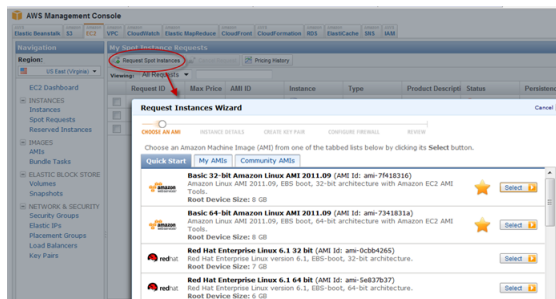 AWS Management Console
Elastic Beanstalk S3 EC2 VPC CloudWatch Elastic MapReduce CloudFront CloudFormation RDS ElastiCache SNS IAM
Navigation
My Spot Instance Requests
Region:
US East (Virginia)
Request Spot Instances
Pricing History
Viewing: All Requests
Request ID Max Price AMI ID Instance Type Product Descripti Status Persistenc
EC2 Dashboard
INSTANCES
Instances
Spot Requests
Reserved Instances
IMAGES
AMIs
Bundle Tasks
ELASTIC BLOCK STORE
Volumes
Snapshots
NETWORK & SECURITY
Security Groups
Elastic IPs
Placement Groups
Load Balancers
Key Pairs
Request Instances Wizard
Cancel
CHOOSE AN AMI INSTANCE DETAILS CREATE KEY PAIR CONFIGURE FIREWALL REVIEW
Choose an Amazon Machine Image (AMI) from one of the tabbed lists below by clicking its Select button.
Quick Start My AMIs Community AMIs
Basic 32-bit Amazon Linux AMI 2011.09 (AMI Id: ami-7f418316)
Amazon Linux AMI 2011.09, EBS boot, 32-bit architecture with Amazon EC2 AMI
Tools.
Root Device Size: 8 GB
Select
Basic 64-bit Amazon Linux AMI 2011.09 (AMI Id: ami-7341831a)
Amazon Linux AMI 2011.09, EBS boot, 64-bit architecture with Amazon EC2 AMI
Tools.
Root Device Size: 8 GB
Select
redhat
Red Hat Enterprise Linux 6.1 32 bit (AMI Id: ami-0cbb4265)
Red Hat Enterprise Linux version 6.1, EBS-boot, 32-bit architecture.
Root Device Size: 7 GB
Select
redhat
Red Hat Enterprise Linux 6.1 64 bit (AMI Id: ami-5e837b37)
Red Hat Enterprise Linux version 6.1, EBS-boot, 64-bit architecture.
Root Device Size: 6 GB
Select